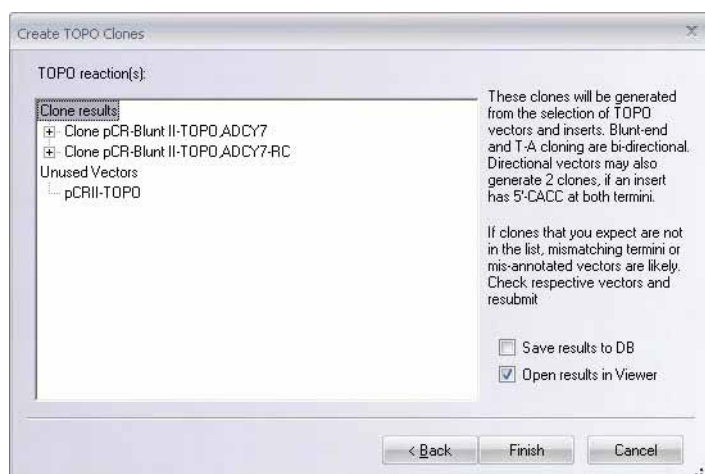 Create TOPO Clones
TOPO reaction(s):
Clone results
Clone pCR-Blunt II-TOPO,ADCY7
Clone pCR-Blunt II-TOPO,ADCY7-RC
Unused Vectors
pCRII-TOPO
These clones will be generated
from the selection of TOPO
vectors and inserts. Blunt-end
and T-A cloning are bi-directional.
Directional vectors may also
generate 2 clones, if an insert
has 5'-CACC at both termini.
If clones that you expect are not
in the list, mismatching termini or
mis-annotated vectors are likely.
Check respective vectors and
resubmit
Save results to DB
Open results in Viewer
< Back
Finish
Cancel